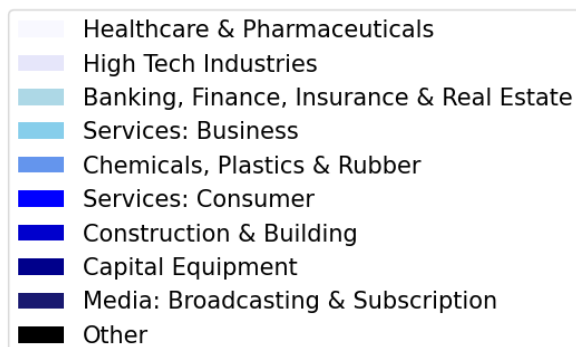 Healthcare & Pharmaceuticals
High Tech Industries
Banking, Finance, Insurance & Real Estate
Services: Business
Chemicals, Plastics & Rubber
Services: Consumer
Construction & Building
Capital Equipment
Media: Broadcasting & Subscription
Other